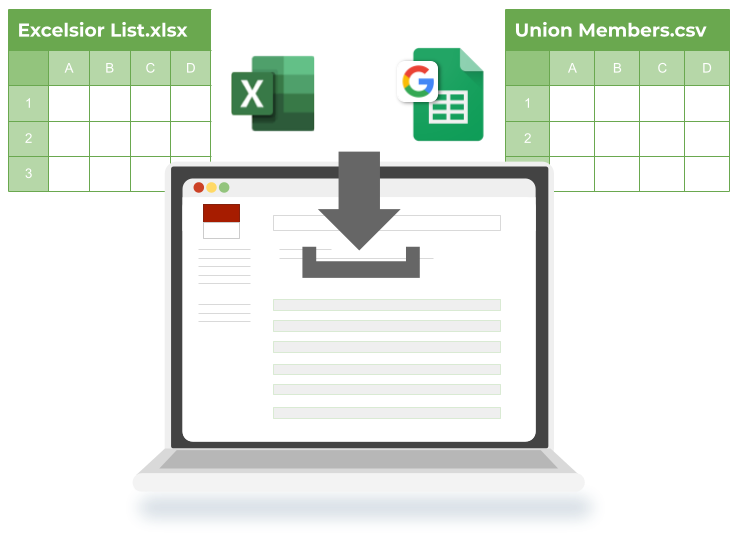 Excelsior List.xlsx
A B C D
1
2
3
X
G
Union Members.csv
A B C D
1
2